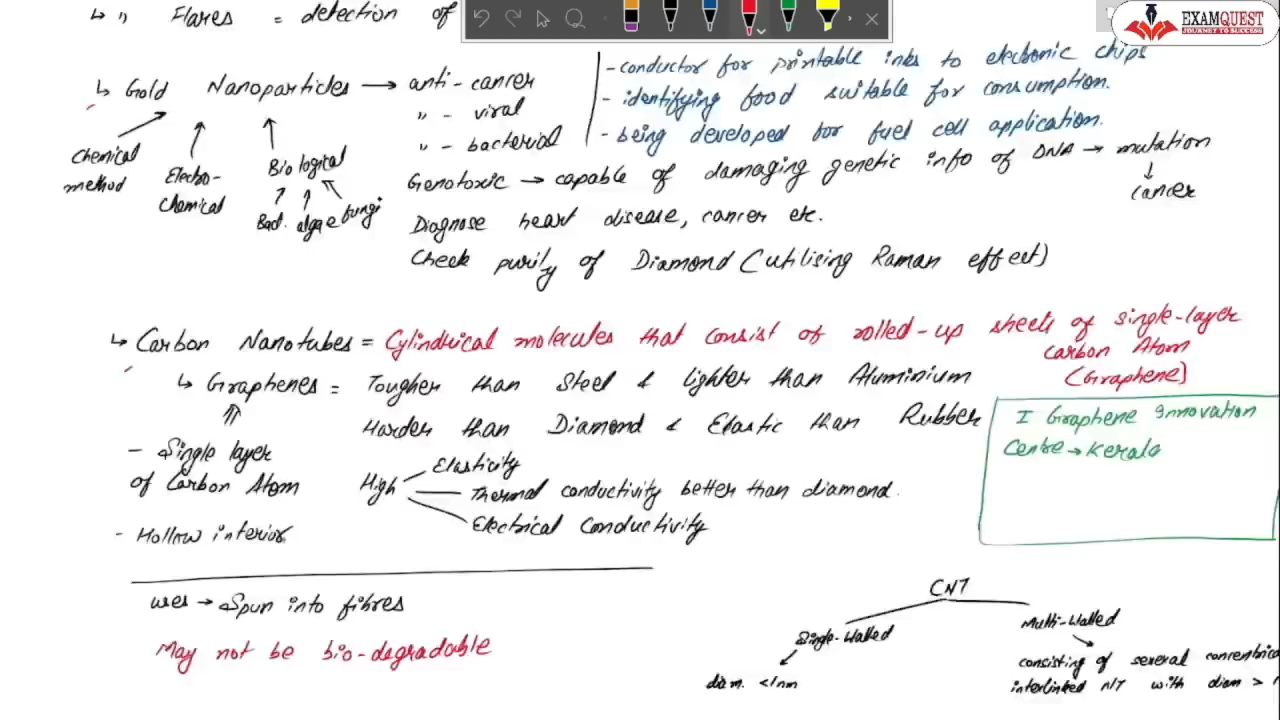 ↳ " Flares = detection of
EXAMQUEST
JOURNEY TO SUCCESS
↳ Gold Nanoparticles → anti-cancer
" - viral
" - bacterial
- conductor for printable inks to electronic chips
- identifying food suitable for consumption.
- being developed for fuel cell application.
Chemical method
Electro-chemical
Biological
Bact. algae fungi
Genotoxic → capable of damaging genetic info of DNA → mutation
↓
cancer
Diagnose heart disease, cancer etc.
Check purity of Diamond (utilising Raman effect)
↳ Carbon Nanotubes = Cylindrical molecules that consist of rolled-up sheets of single-layer
carbon Atom
(Graphene)
↳ Graphenes = Tougher than Steel & lighter than Aluminium
Harder than Diamond & Elastic than Rubber
- Single layer
of Carbon Atom
- Hollow interior
High
Elasticity
Thermal conductivity better than diamond.
Electrical Conductivity
I Graphene Innovation
Centre → Kerala
uses → Spun into fibres
May not be bio-degradable
CNT
Single-Walled
diam. <1nm
Multi-Walled
consisting of several concentrica
interlinked NT with diam >